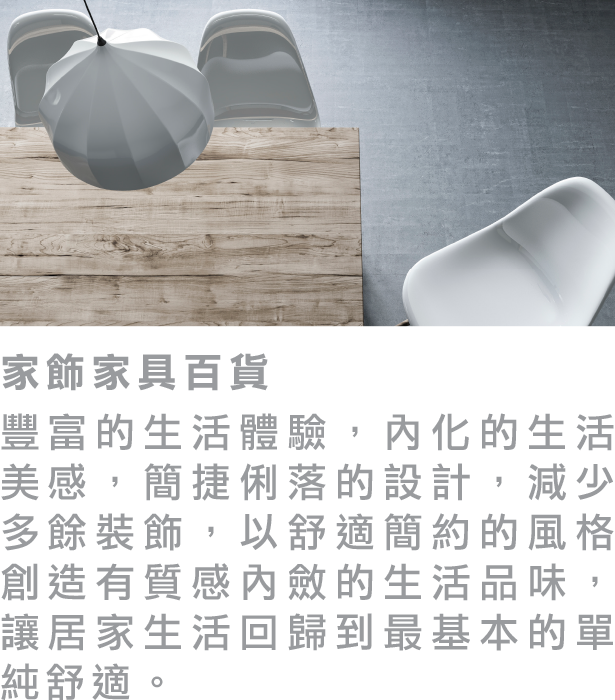 家飾家具百貨
豐富的生活體驗，內化的生活
美感，簡捷俐落的設計，減少
多餘裝飾，以舒適簡約的風格
創造有質感內斂的生活品味，
讓居家生活回歸到最基本的單
純舒適。